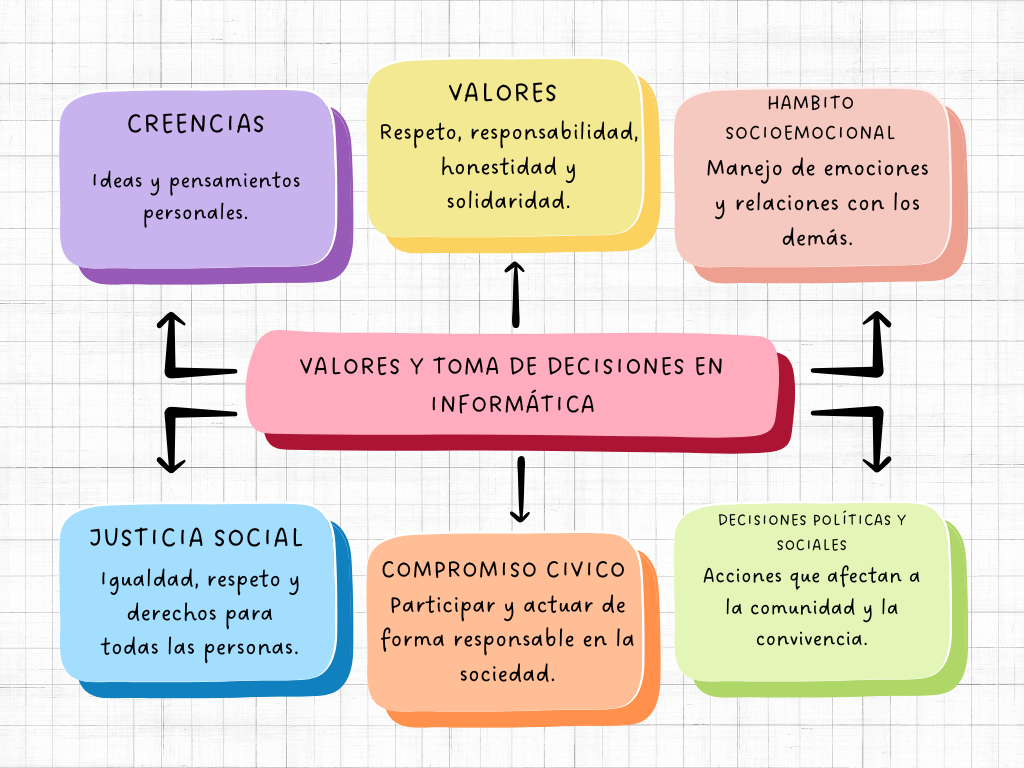 CREENCIAS
Ideas y pensamientos
personales.
VALORES
Respeto, responsabilidad,
honestidad y
solidaridad.
HAMBITO
SOCIOEMOCIONAL
Manejo de emociones
y relaciones con los
demás.
VALORES Y TOMA DE DECISIONES EN
INFORMÁTICA
JUSTICIA SOCIAL
Igualdad, respeto y
derechos para
todas las personas.
COMPROMISO CIVICO
Participar y actuar de
forma responsable en la
sociedad.
DECISIONES POLÍTICAS Y
SOCIALES
Acciones que afectan a
la comunidad y la
convivencia.